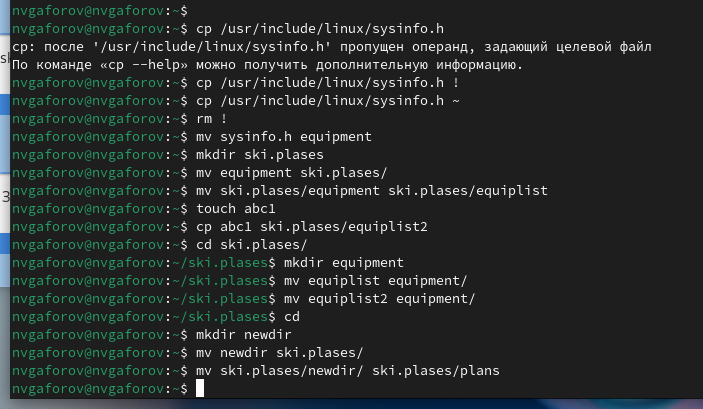 nvgaforov@nvgaforov:~$
nvgaforov@nvgaforov:~$ cp /usr/include/linux/sysinfo.h
cp: после '/usr/include/linux/sysinfo.h' пропущен операнд, задающий целевой файл
По команде «cp --help» можно получить дополнительную информацию.
nvgaforov@nvgaforov:~$ cp /usr/include/linux/sysinfo.h !
nvgaforov@nvgaforov:~$ cp /usr/include/linux/sysinfo.h ~
nvgaforov@nvgaforov:~$ rm !
nvgaforov@nvgaforov:~$ mv sysinfo.h equipment
nvgaforov@nvgaforov:~$ mkdir ski.plases
nvgaforov@nvgaforov:~$ mv equipment ski.plases/
nvgaforov@nvgaforov:~$ mv ski.plases/equipment ski.plases/equiplist
nvgaforov@nvgaforov:~$ touch abc1
nvgaforov@nvgaforov:~$ cp abc1 ski.plases/equiplist2
nvgaforov@nvgaforov:~$ cd ski.plases/
nvgaforov@nvgaforov:~/ski.plases$ mkdir equipment
nvgaforov@nvgaforov:~/ski.plases$ mv equiplist equipment/
nvgaforov@nvgaforov:~/ski.plases$ mv equiplist2 equipment/
nvgaforov@nvgaforov:~/ski.plases$ cd
nvgaforov@nvgaforov:~$ mkdir newdir
nvgaforov@nvgaforov:~$ mv newdir ski.plases/
nvgaforov@nvgaforov:~$ mv ski.plases/newdir/ ski.plases/plans
nvgaforov@nvgaforov:~$